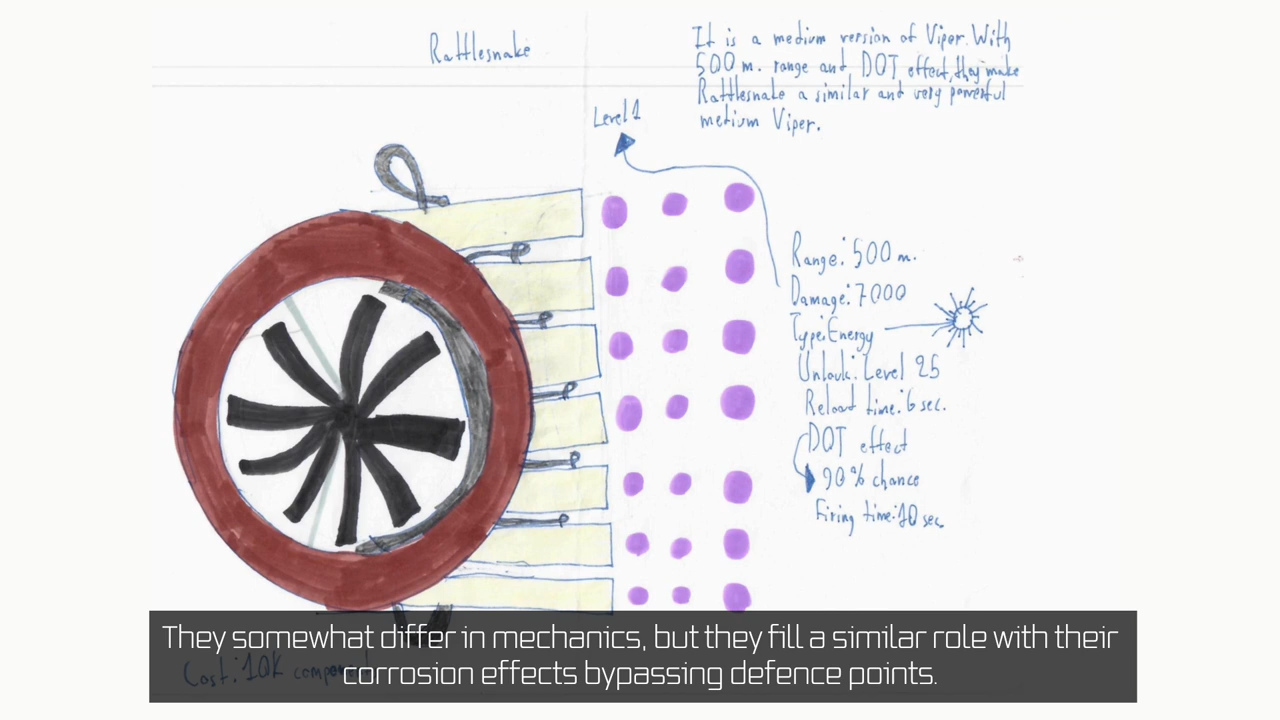 Rattlesnake
It is a medium version of Viper. With
500 m. range and DOT effect, they make
Rattlesnake a similar and very powerful
medium Viper.
Level 1
Range: 500 m.
Damage: 7000
Type: Energy
Unlock: Level 25
Reload time: 6 sec.
DOT effect
90% chance
Firing time: 10 sec.
They somewhat differ in mechanics, but they fill a similar role with their
corrosion effects bypassing defence points.
Cost: 10K